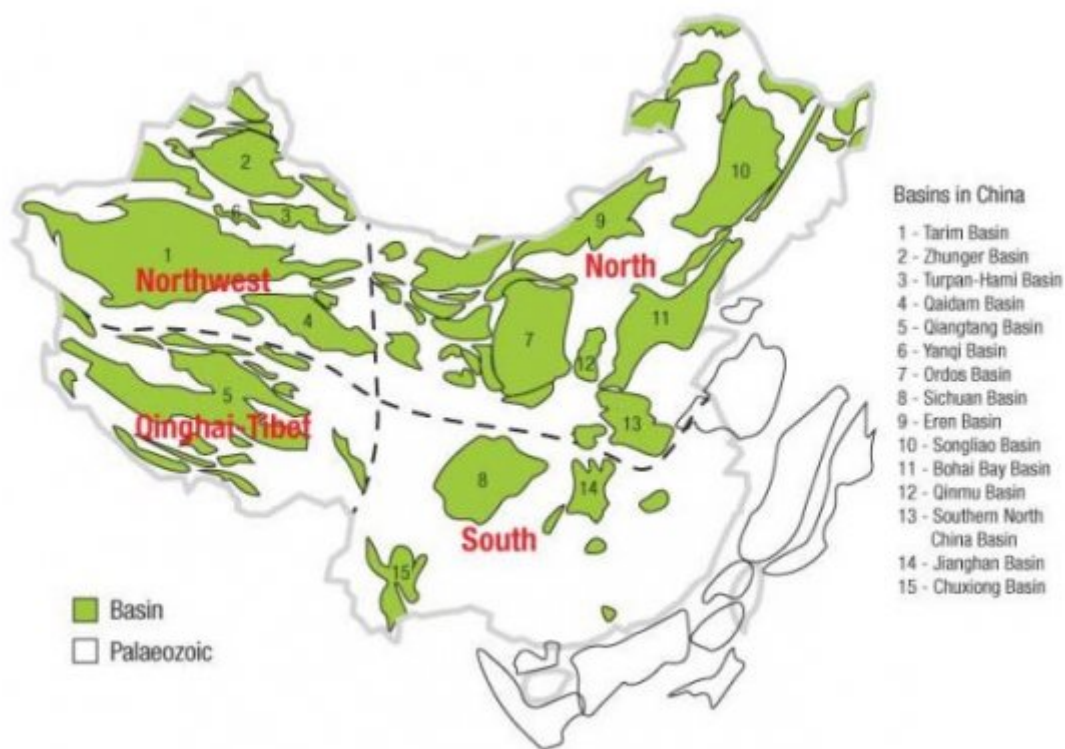 2
10
6
3
9
1
Northwest
North
4
7
11
12
5
Qinghai-Tibet
13
8
14
South
15
Basin
Palaeozoic
Basins in China
1 - Tarim Basin
2 - Zhunger Basin
3 - Turpan-Hami Basin
4 - Qaidam Basin
5 - Qiangtang Basin
6 - Yanqi Basin
7 - Ordos Basin
8 - Sichuan Basin
9 - Eren Basin
10 - Songliao Basin
11 - Bohai Bay Basin
12 - Qinmu Basin
13 - Southern North
China Basin
14 - Jianghan Basin
15 - Chuxiong Basin